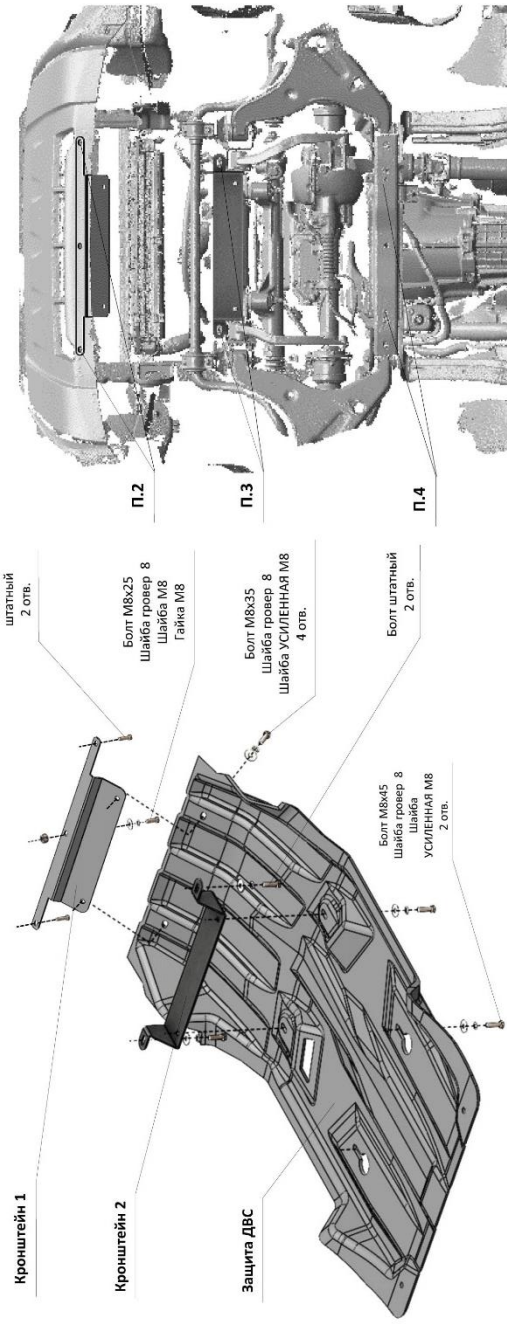 штатный
2 отв.
Болт М8х25
Шайба гровер 8
Шайба М8
Гайка М8
Болт М8х35
Шайба гровер 8
Шайба УСИЛЕННАЯ М8
4 отв.
Болт штатный
2 отв.
Болт М8х45
Шайба гровер 8
Шайба
УСИЛЕННАЯ М8
2 отв.
Кронштейн 1
Кронштейн 2
Защита ДВС
П.2
П.3
П.4